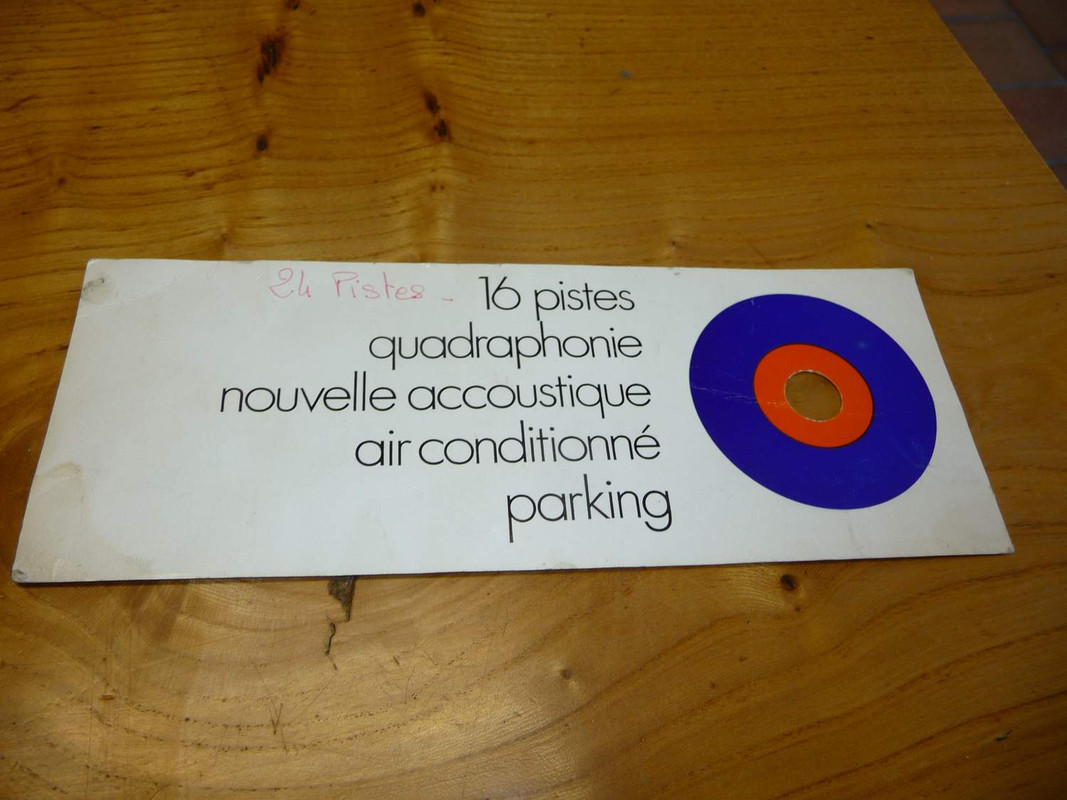 24 Pistes - 16 pistes
quadraphonie
nouvelle accoustique
air conditionné
parking